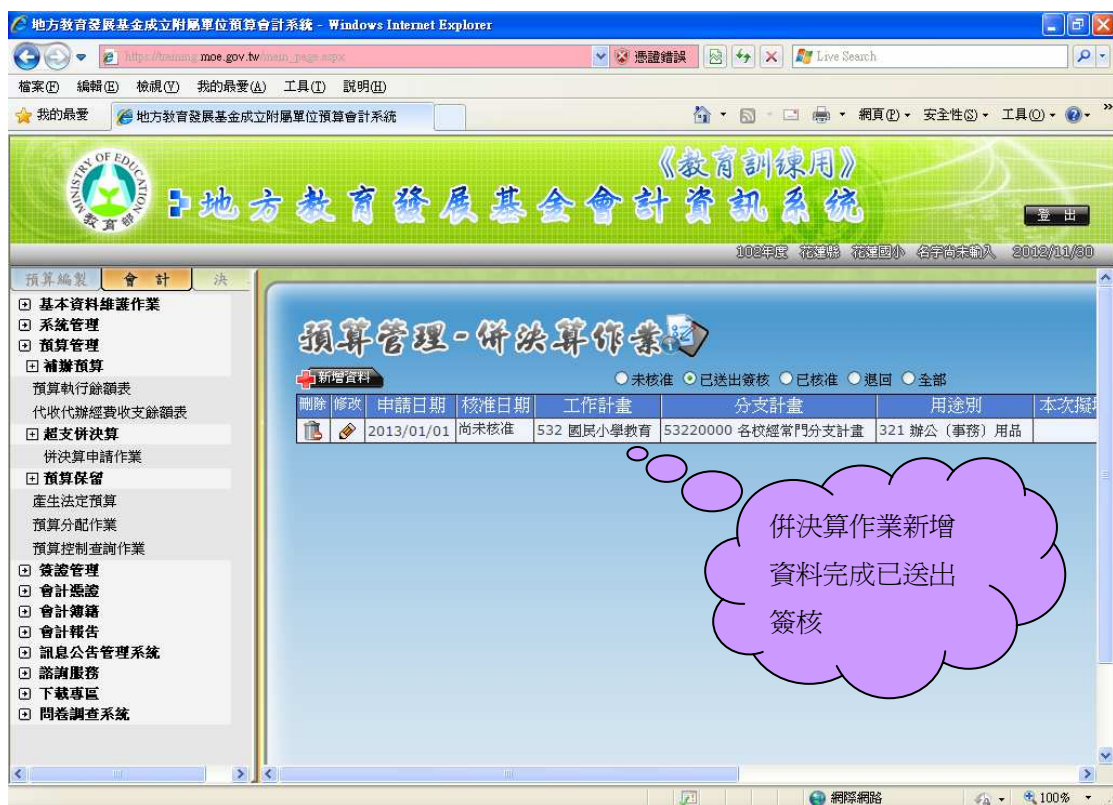 地方教育發展基金成立附屬單位預算會計系統 - Windows Internet Explorer
https://training.moe.gov.tw/main_page.aspx
憑證錯誤
Live Search
檔案(F) 編輯(E) 檢視(V) 我的最愛(A) 工具(T) 說明(H)
我的最愛
地方教育發展基金成立附屬單位預算會計系統
網頁(P) 安全性(S) 工具(O)
»
MINISTRY OF EDUCATION
教育部
《教育訓練用》
地方教育發展基金會計資訊系統
登出
102年度 花蓮縣 花蓮國小 名字尚未輸入 2012/11/30
預算編製 會計 決
基本資料維護作業
系統管理
預算管理
補辦預算
預算執行餘額表
代收代辦經費收支餘額表
超支併決算
併決算申請作業
預算保留
產生法定預算
預算分配作業
預算控制查詢作業
簽證管理
會計憑證
會計簿籍
會計報告
訊息公告管理系統
諮詢服務
下載專區
問卷調查系統
預算管理-併決算作業
新增資料
未核准 已送出簽核 已核准 退回 全部
刪除 修改 申請日期 核准日期 工作計畫 分支計畫 用途別 本次擬增
2013/01/01 尚未核准 532 國民小學教育 53220000 各校經常門分支計畫 321 辦公（事務）用品
併決算作業新增
資料完成已送出
簽核
網際網路
100%